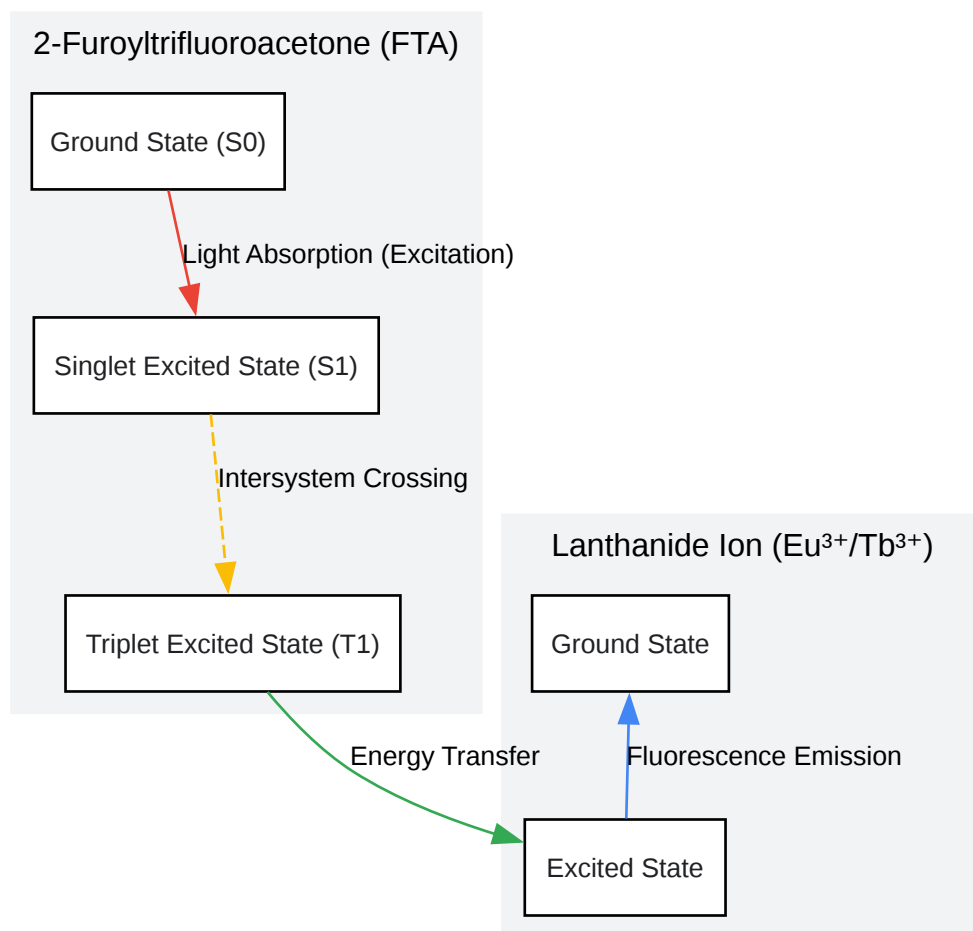 2-Furoyltrifluoroacetone (FTA)
Ground State (S0)
Light Absorption (Excitation)
Singlet Excited State (S1)
Intersystem Crossing
Triplet Excited State (T1)
Energy Transfer
Lanthanide Ion (Eu³⁺/Tb³⁺)
Ground State
Fluorescence Emission
Excited State